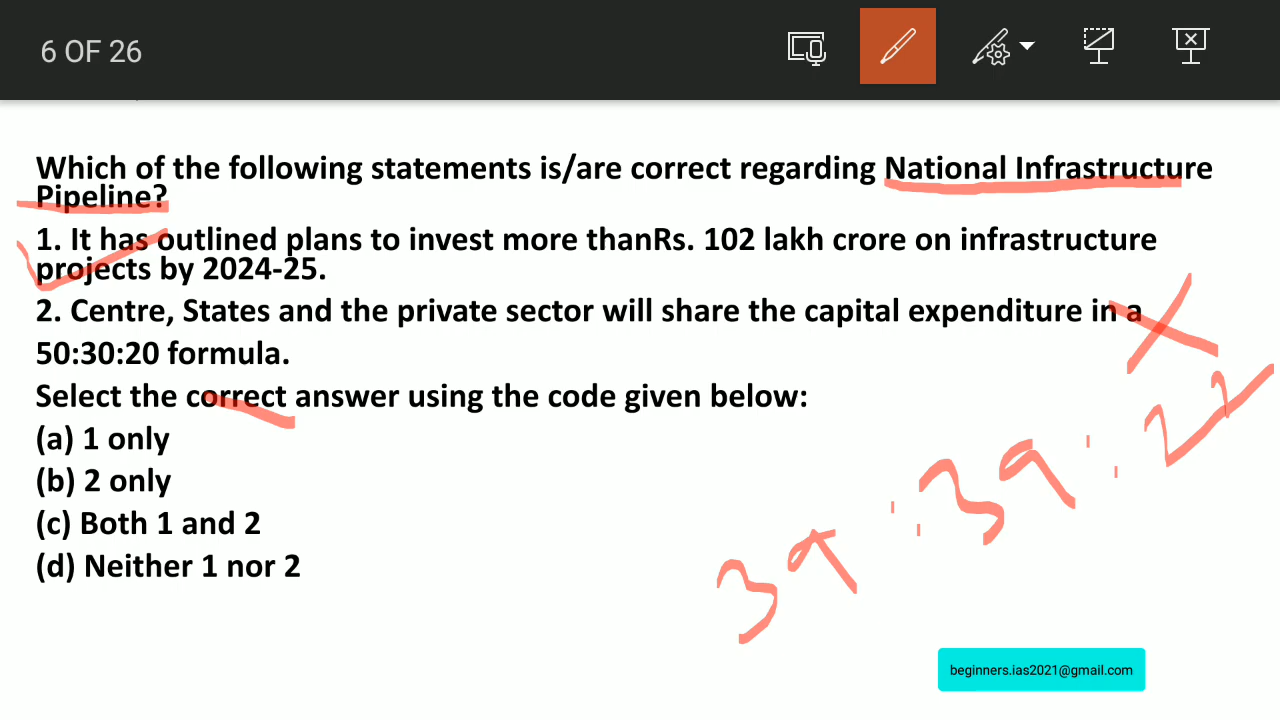 6 OF 26
Which of the following statements is/are correct regarding National Infrastructure
Pipeline?
1. It has outlined plans to invest more thanRs. 102 lakh crore on infrastructure
projects by 2024-25.
2. Centre, States and the private sector will share the capital expenditure in a
50:30:20 formula.
Select the correct answer using the code given below:
(a) 1 only
(b) 2 only
(c) Both 1 and 2
(d) Neither 1 nor 2
39:39:22
beginners.ias2021@gmail.com